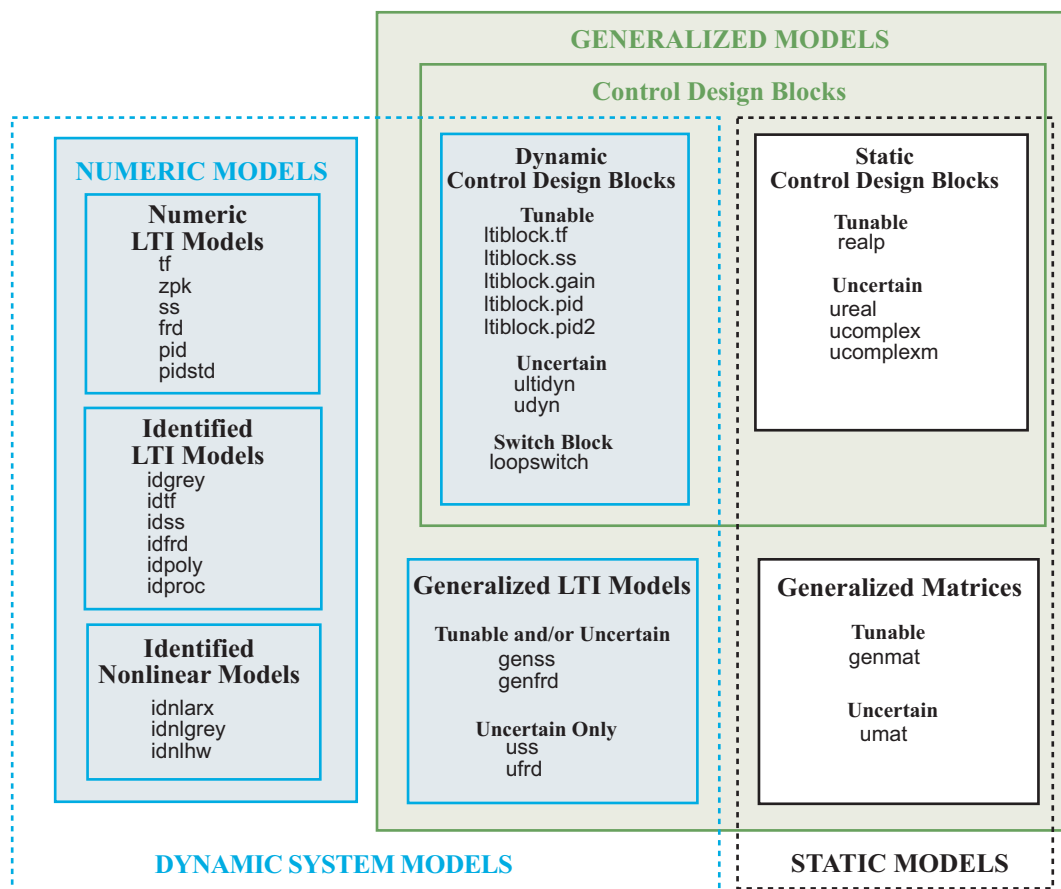 GENERALIZED MODELS
Control Design Blocks
NUMERIC MODELS
Numeric
LTI Models
tf
zpk
ss
frd
pid
pidstd
Identified
LTI Models
idgrey
idtf
idss
idfrd
idpoly
idproc
Identified
Nonlinear Models
idnlarx
idnlgrey
idnlhw
Dynamic
Control Design Blocks
Tunable
ltiblock.tf
ltiblock.ss
ltiblock.gain
ltiblock.pid
ltiblock.pid2
Uncertain
ultidyn
udyn
Switch Block
loopswitch
Static
Control Design Blocks
Tunable
realp
Uncertain
ureal
ucomplex
ucomplexm
Generalized LTI Models
Tunable and/or Uncertain
genss
genfrd
Uncertain Only
uss
ufrd
Generalized Matrices
Tunable
genmat
Uncertain
umat
DYNAMIC SYSTEM MODELS
STATIC MODELS